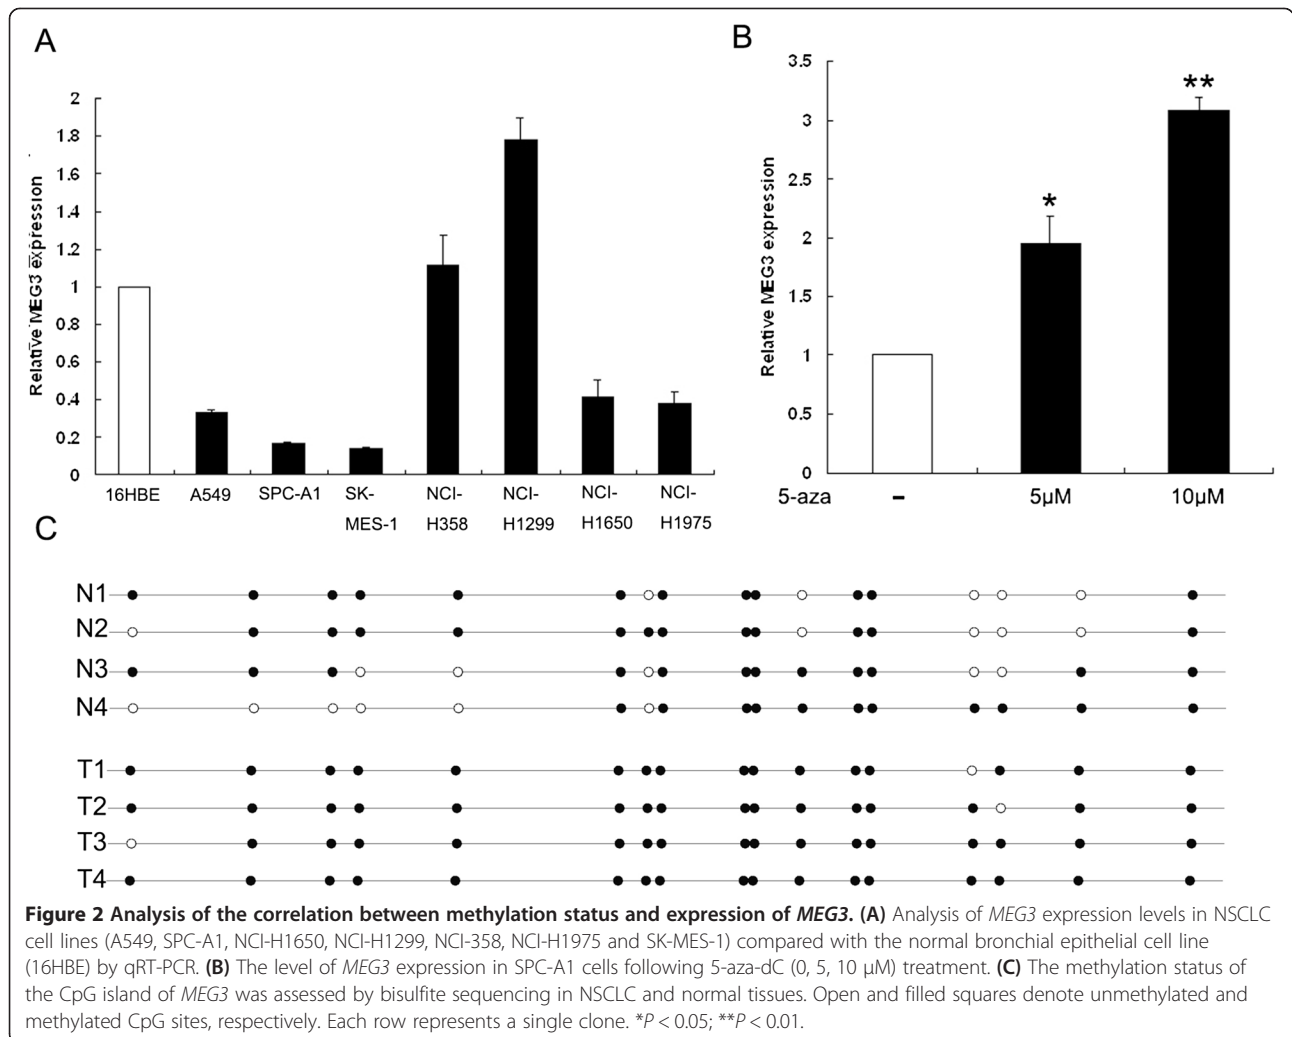 A
Relative MEG3 expression
2
1.8
1.6
1.4
1.2
1
0.8
0.6
0.4
0.2
0
16HBE A549 SPC-A1 SK-MES-1 NCI-H358 NCI-H1299 NCI-H1650 NCI-H1975
B
Relative MEG3 expression
3.5
3
2.5
2
1.5
1
0.5
0
*
**
5-aza – 5µM 10µM
C
N1
N2
N3
N4
T1
T2
T3
T4
Figure 2 Analysis of the correlation between methylation status and expression of MEG3. (A) Analysis of MEG3 expression levels in NSCLC
cell lines (A549, SPC-A1, NCI-H1650, NCI-H1299, NCI-358, NCI-H1975 and SK-MES-1) compared with the normal bronchial epithelial cell line
(16HBE) by qRT-PCR. (B) The level of MEG3 expression in SPC-A1 cells following 5-aza-dC (0, 5, 10 µM) treatment. (C) The methylation status of
the CpG island of MEG3 was assessed by bisulfite sequencing in NSCLC and normal tissues. Open and filled squares denote unmethylated and
methylated CpG sites, respectively. Each row represents a single clone. *P < 0.05; **P < 0.01.